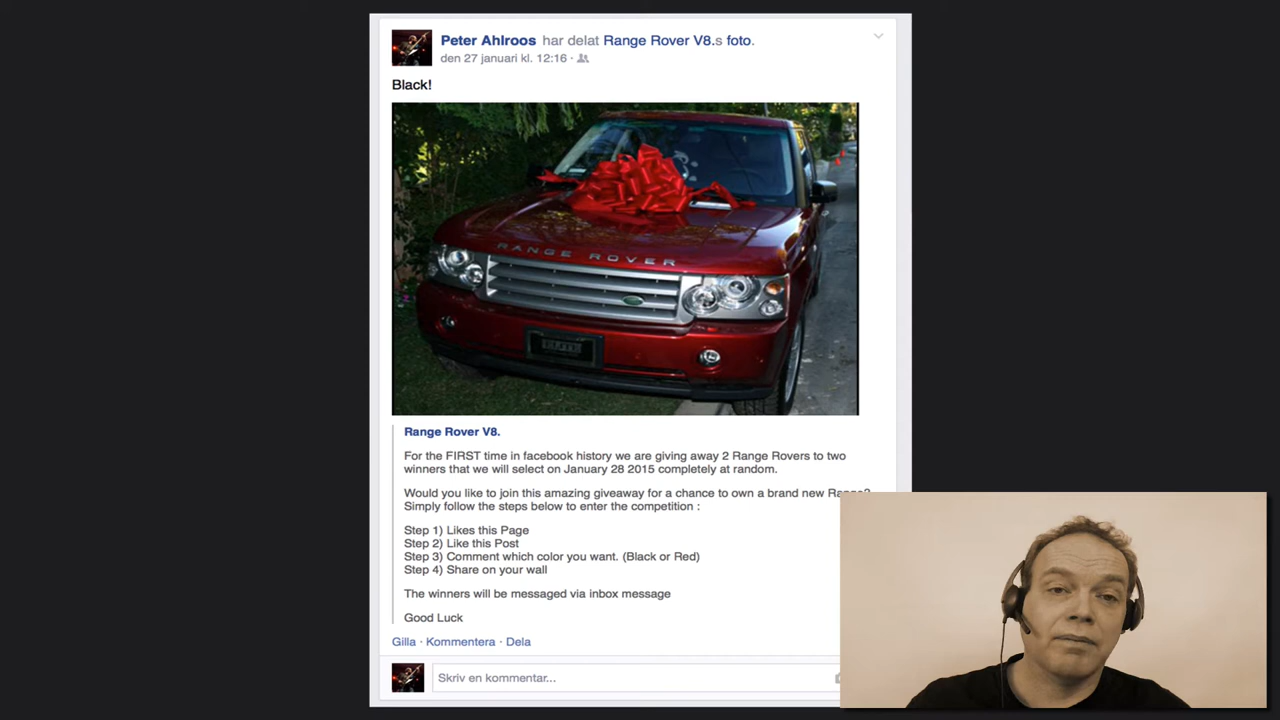 Peter Ahlroos har delat Range Rover V8.s foto.
den 27 januari kl. 12:16 ·
Black!
RANGE ROVER
ELITE
Range Rover V8.
For the FIRST time in facebook history we are giving away 2 Range Rovers to two
winners that we will select on January 28 2015 completely at random.
Would you like to join this amazing giveaway for a chance to own a brand new Range?
Simply follow the steps below to enter the competition :
Step 1) Likes this Page
Step 2) Like this Post
Step 3) Comment which color you want. (Black or Red)
Step 4) Share on your wall
The winners will be messaged via inbox message
Good Luck
Gilla · Kommentera · Dela
Skriv en kommentar...